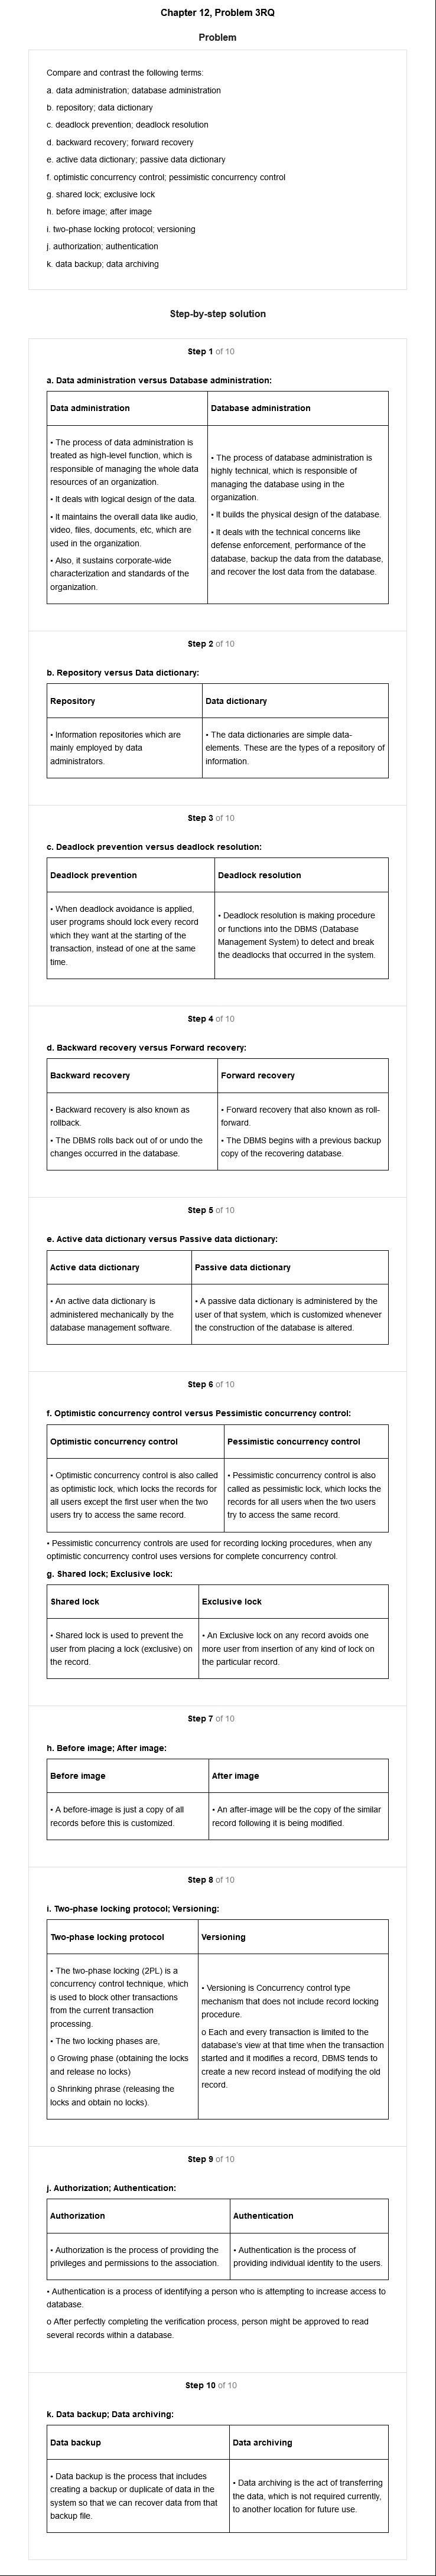 Chapter 12, Problem 3RQ
Problem
Compare and contrast the following terms:
a. data administration; database administration
b. repository; data dictionary
c. deadlock prevention; deadlock resolution
d. backward recovery; forward recovery
e. active data dictionary; passive data dictionary
f. optimistic concurrency control; pessimistic concurrency control
g. shared lock; exclusive lock
h. before image; after image
i. two-phase locking protocol; versioning
j. authorization; authentication
k. data backup; data archiving
Step-by-step solution
Step 1 of 10
a. Data administration versus Database administration:
Data administration
Database administration
• The process of data administration is
treated as high-level function, which is
responsible of managing the whole data
resources of an organization.
• It deals with logical design of the data.
• It maintains the overall data like audio,
video, files, documents, etc, which are
used in the organization.
• Also, it sustains corporate-wide
characterization and standards of the
organization.
• The process of database administration is
highly technical, which is responsible of
managing the database using in the
organization.
• It builds the physical design of the database.
• It deals with the technical concerns like
defense enforcement, performance of the
database, backup the data from the database,
and recover the lost data from the database.
Step 2 of 10
b. Repository versus Data dictionary:
Repository
Data dictionary
• Information repositories which are
mainly employed by data
administrators.
• The data dictionaries are simple data-
elements. These are the types of a repository of
information.
Step 3 of 10
c. Deadlock prevention versus deadlock resolution:
Deadlock prevention
Deadlock resolution
• When deadlock avoidance is applied,
user programs should lock every record
which they want at the starting of the
transaction, instead of one at the same
time.
• Deadlock resolution is making procedure
or functions into the DBMS (Database
Management System) to detect and break
the deadlocks that occurred in the system.
Step 4 of 10
d. Backward recovery versus Forward recovery:
Backward recovery
Forward recovery
• Backward recovery is also known as
rollback.
• The DBMS rolls back out of or undo the
changes occurred in the database.
• Forward recovery that also known as roll-
forward.
• The DBMS begins with a previous backup
copy of the recovering database.
Step 5 of 10
e. Active data dictionary versus Passive data dictionary:
Active data dictionary
Passive data dictionary
• An active data dictionary is
administered mechanically by the
database management software.
• A passive data dictionary is administered by the
user of that system, which is customized whenever
the construction of the database is altered.
Step 6 of 10
f. Optimistic concurrency control versus Pessimistic concurrency control:
Optimistic concurrency control
Pessimistic concurrency control
• Optimistic concurrency control is also called
as optimistic lock, which locks the records for
all users except the first user when the two
users try to access the same record.
• Pessimistic concurrency control is also
called as pessimistic lock, which locks the
records for all users when the two users
try to access the same record.
• Pessimistic concurrency controls are used for recording locking procedures, when any
optimistic concurrency control uses versions for complete concurrency control.
g. Shared lock; Exclusive lock:
Shared lock
Exclusive lock
• Shared lock is used to prevent the
user from placing a lock (exclusive) on
the record.
• An Exclusive lock on any record avoids one
more user from insertion of any kind of lock on
the particular record.
Step 7 of 10
h. Before image; After image:
Before image
After image
• A before-image is just a copy of all
records before this is customized.
• An after-image will be the copy of the similar
record following it is being modified.
Step 8 of 10
i. Two-phase locking protocol; Versioning:
Two-phase locking protocol
Versioning
• The two-phase locking (2PL) is a
concurrency control technique, which
is used to block other transactions
from the current transaction
processing.
• The two locking phases are,
o Growing phase (obtaining the locks
and release no locks)
o Shrinking phrase (releasing the
locks and obtain no locks).
• Versioning is Concurrency control type
mechanism that does not include record locking
procedure.
o Each and every transaction is limited to the
database's view at that time when the transaction
started and it modifies a record, DBMS tends to
create a new record instead of modifying the old
record.
Step 9 of 10
j. Authorization; Authentication:
Authorization
Authentication
• Authorization is the process of providing the
privileges and permissions to the association.
• Authentication is the process of
providing individual identity to the users.
• Authentication is a process of identifying a person who is attempting to increase access to
database.
o After perfectly completing the verification process, person might be approved to read
several records within a database.
Step 10 of 10
k. Data backup; Data archiving:
Data backup
Data archiving
• Data backup is the process that includes
creating a backup or duplicate of data in the
system so that we can recover data from that
backup file.
• Data archiving is the act of transferring
the data, which is not required currently,
to another location for future use.